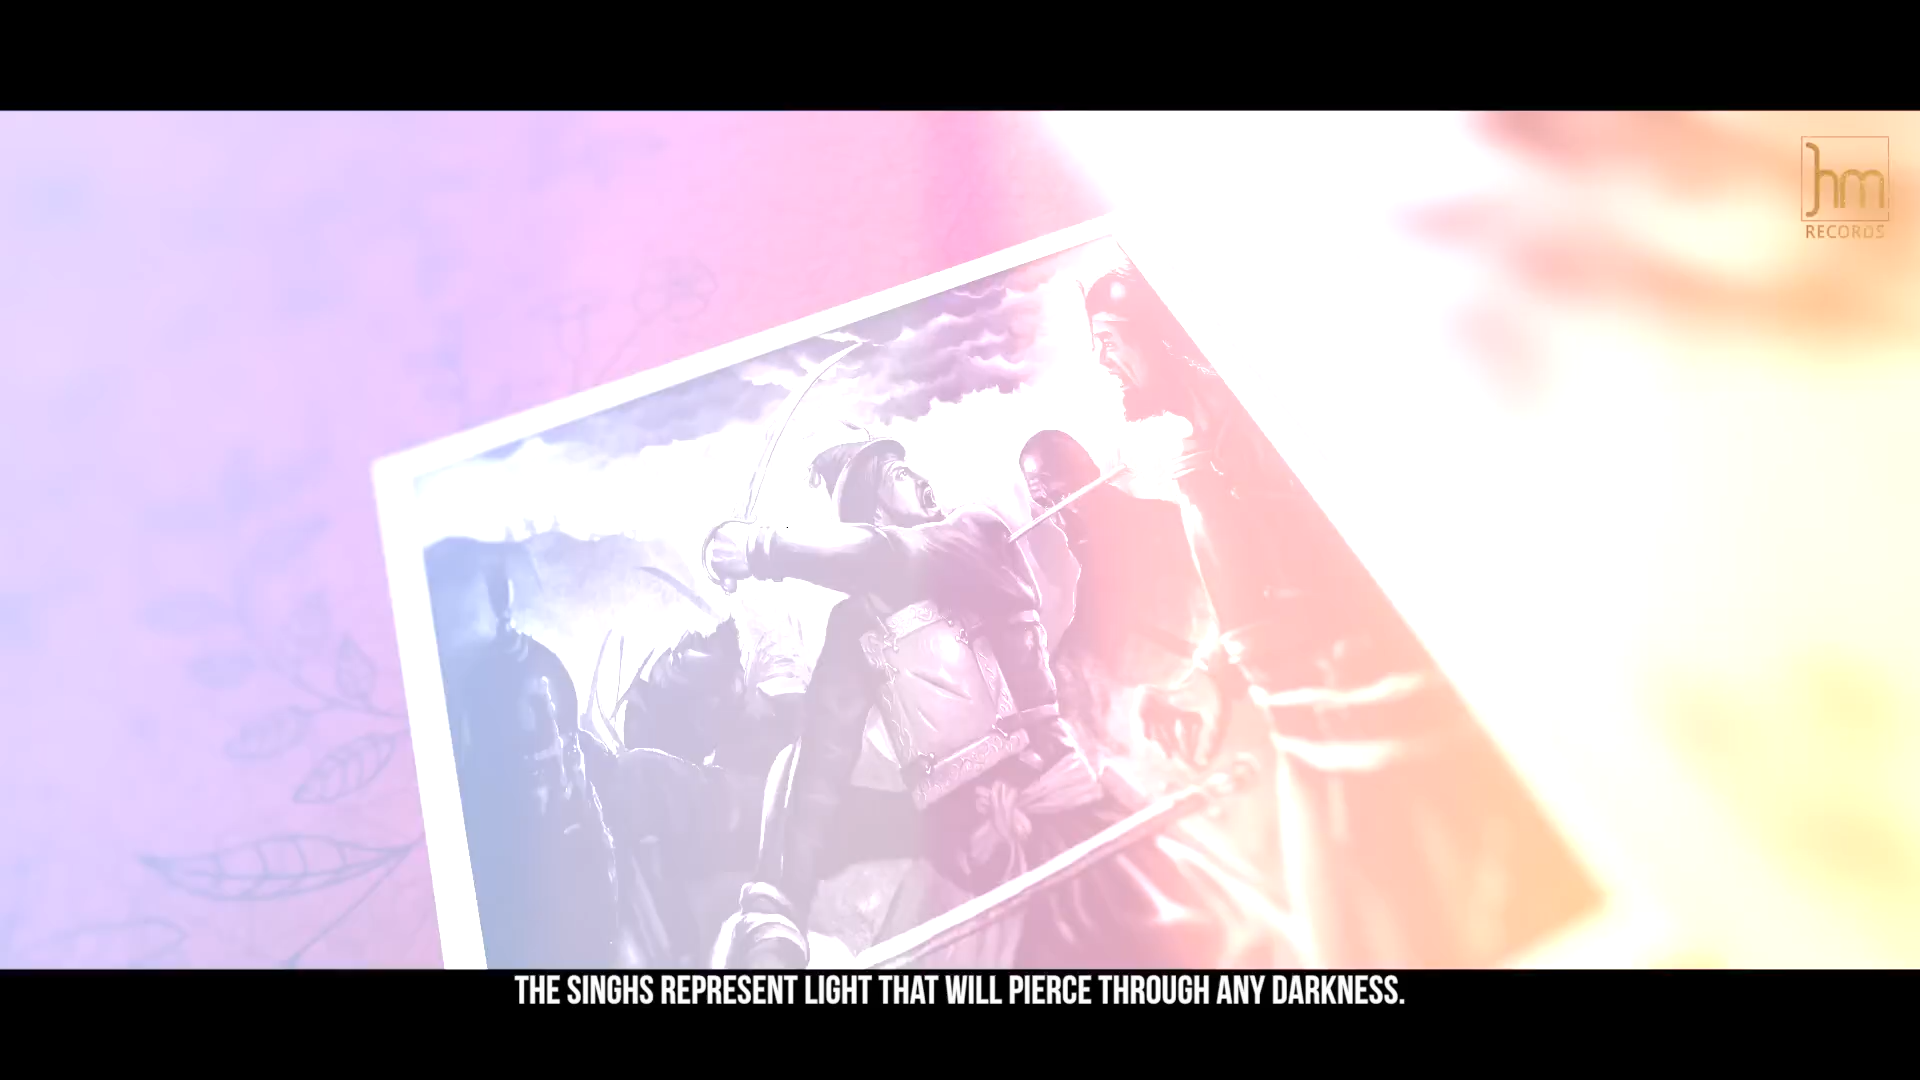 hm
RECORDS
THE SINGHS REPRESENT LIGHT THAT WILL PIERCE THROUGH ANY DARKNESS.